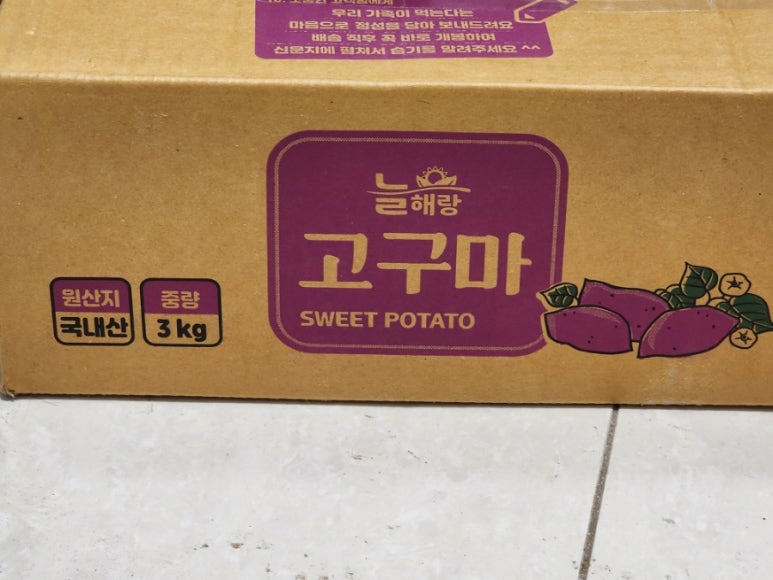 우리 가족이 먹는다는
마음으로 정성을 담아 보내드려요
배송 직후 꼭 바로 개봉하여
신문지에 펼쳐서 습기를 말려주세요 ^^
늘해랑
고구마
SWEET POTATO
원산지
국내산
중량
3 kg